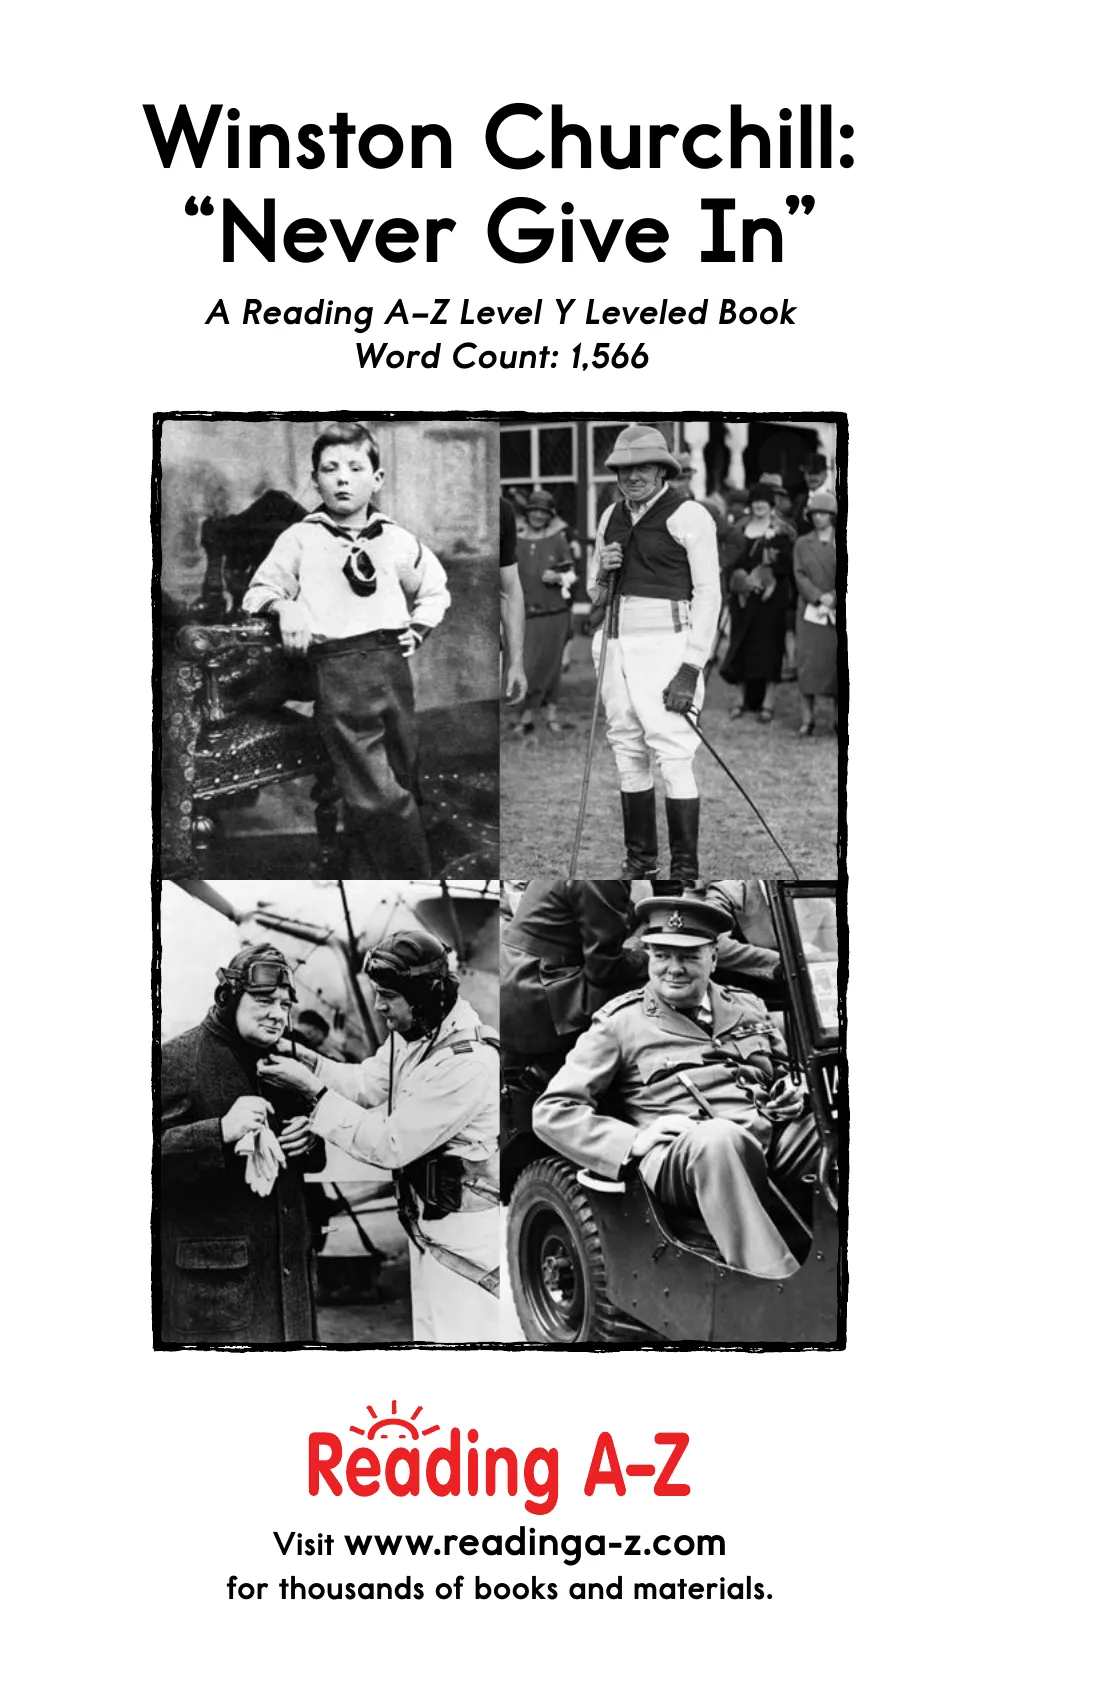 Winston Churchill:
“Never Give In”
A Reading A–Z Level Y Leveled Book
Word Count: 1,566
Reading A–Z
Visit www.readinga-z.com
for thousands of books and materials.